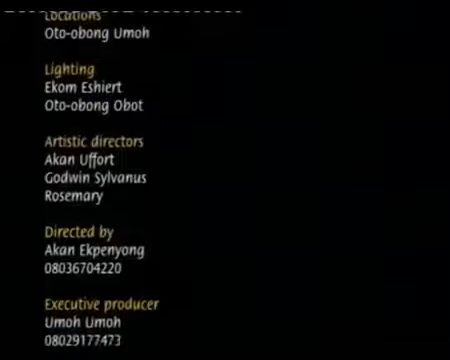 Locations
Oto-obong Umoh
Lighting
Ekom Eshiert
Oto-obong Obot
Artistic directors
Akan Uffort
Godwin Sylvanus
Rosemary
Directed by
Akan Ekpenyong
08036704220
Executive producer
Umoh Umoh
08029177473